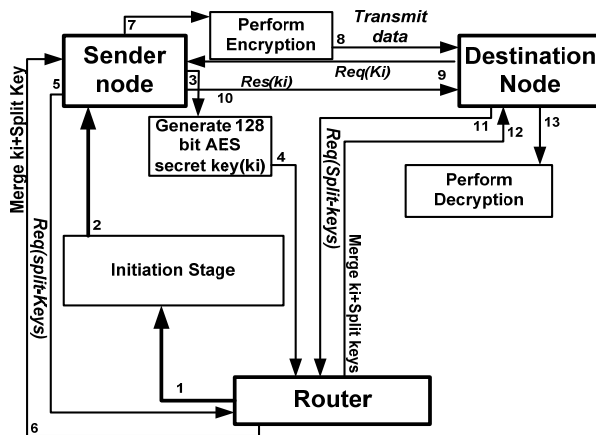 7
Perform
Encryption
8
Transmit
data
Sender
node
Destination
Node
Req(Ki)
5
3
10
Res(ki)
9
Merge ki+Split Key
Generate 128
bit AES
secret key(ki)
4
11
12
13
Req(Split-keys)
Perform
Decryption
2
Req(split-Keys)
Initiation Stage
Merge ki+Split keys
1
Router
6